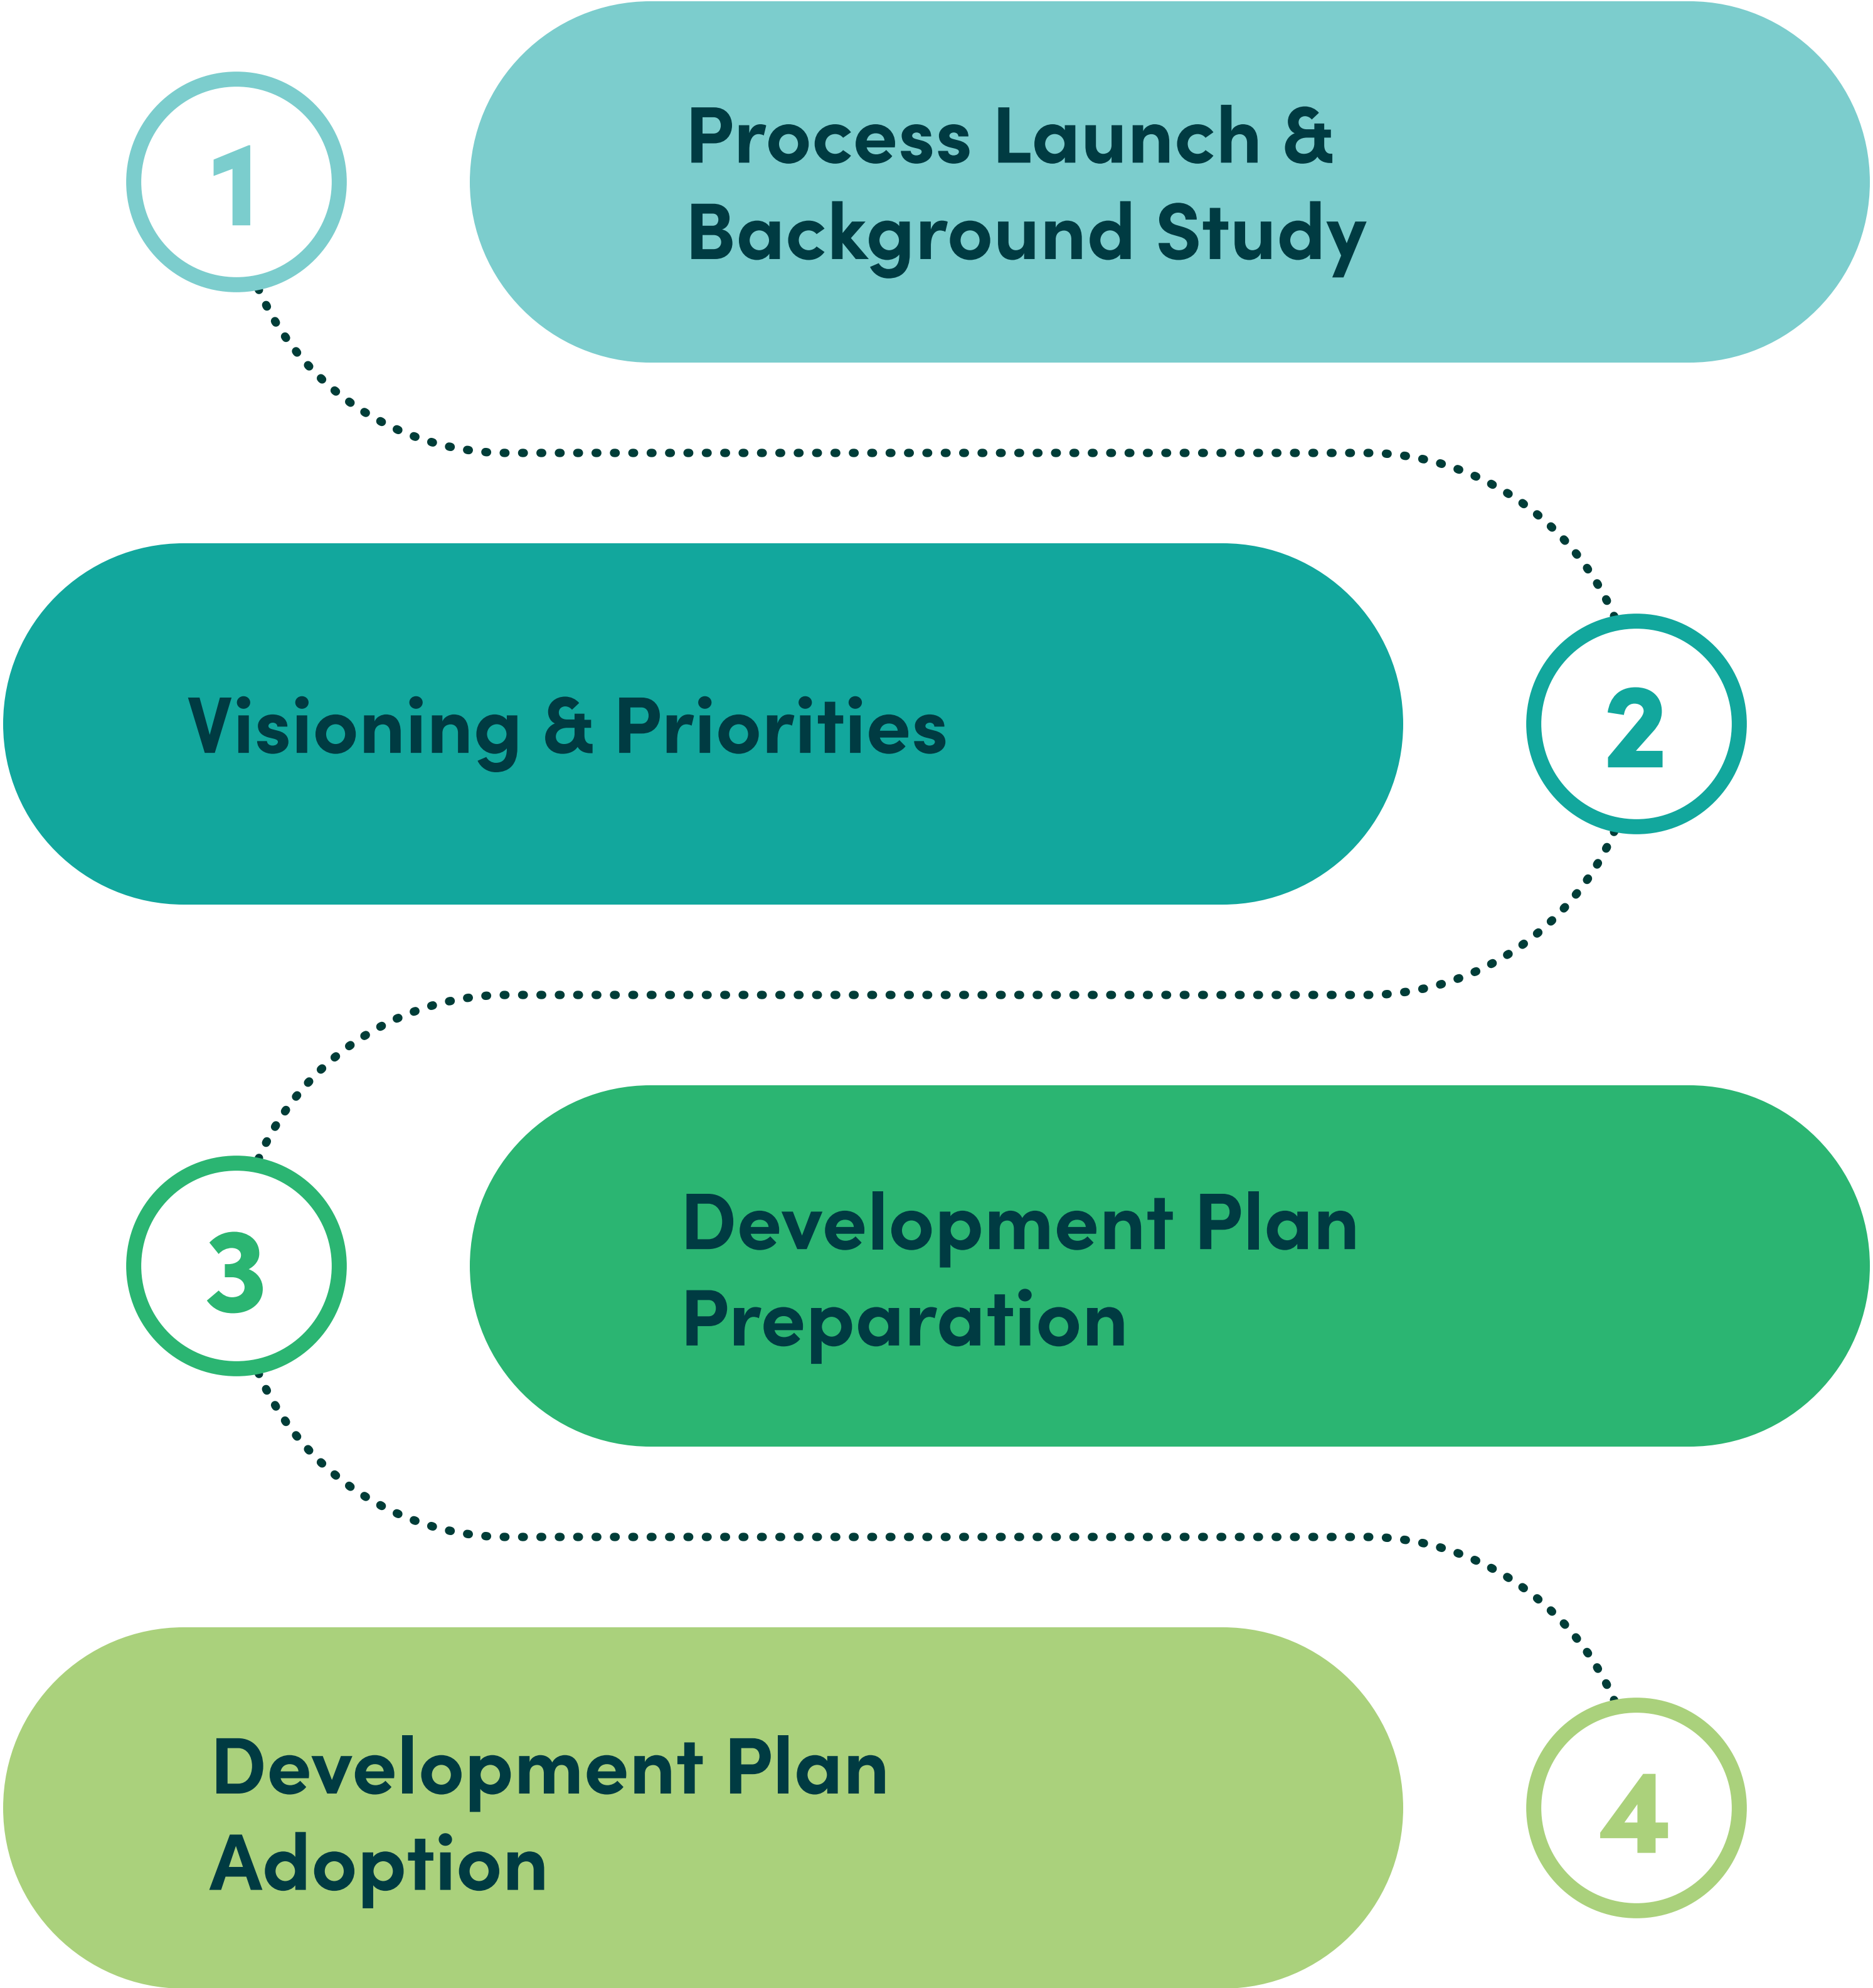 1
Process Launch &
Background Study
Visioning & Priorities
2
3
Development Plan
Preparation
Development Plan
Adoption
4